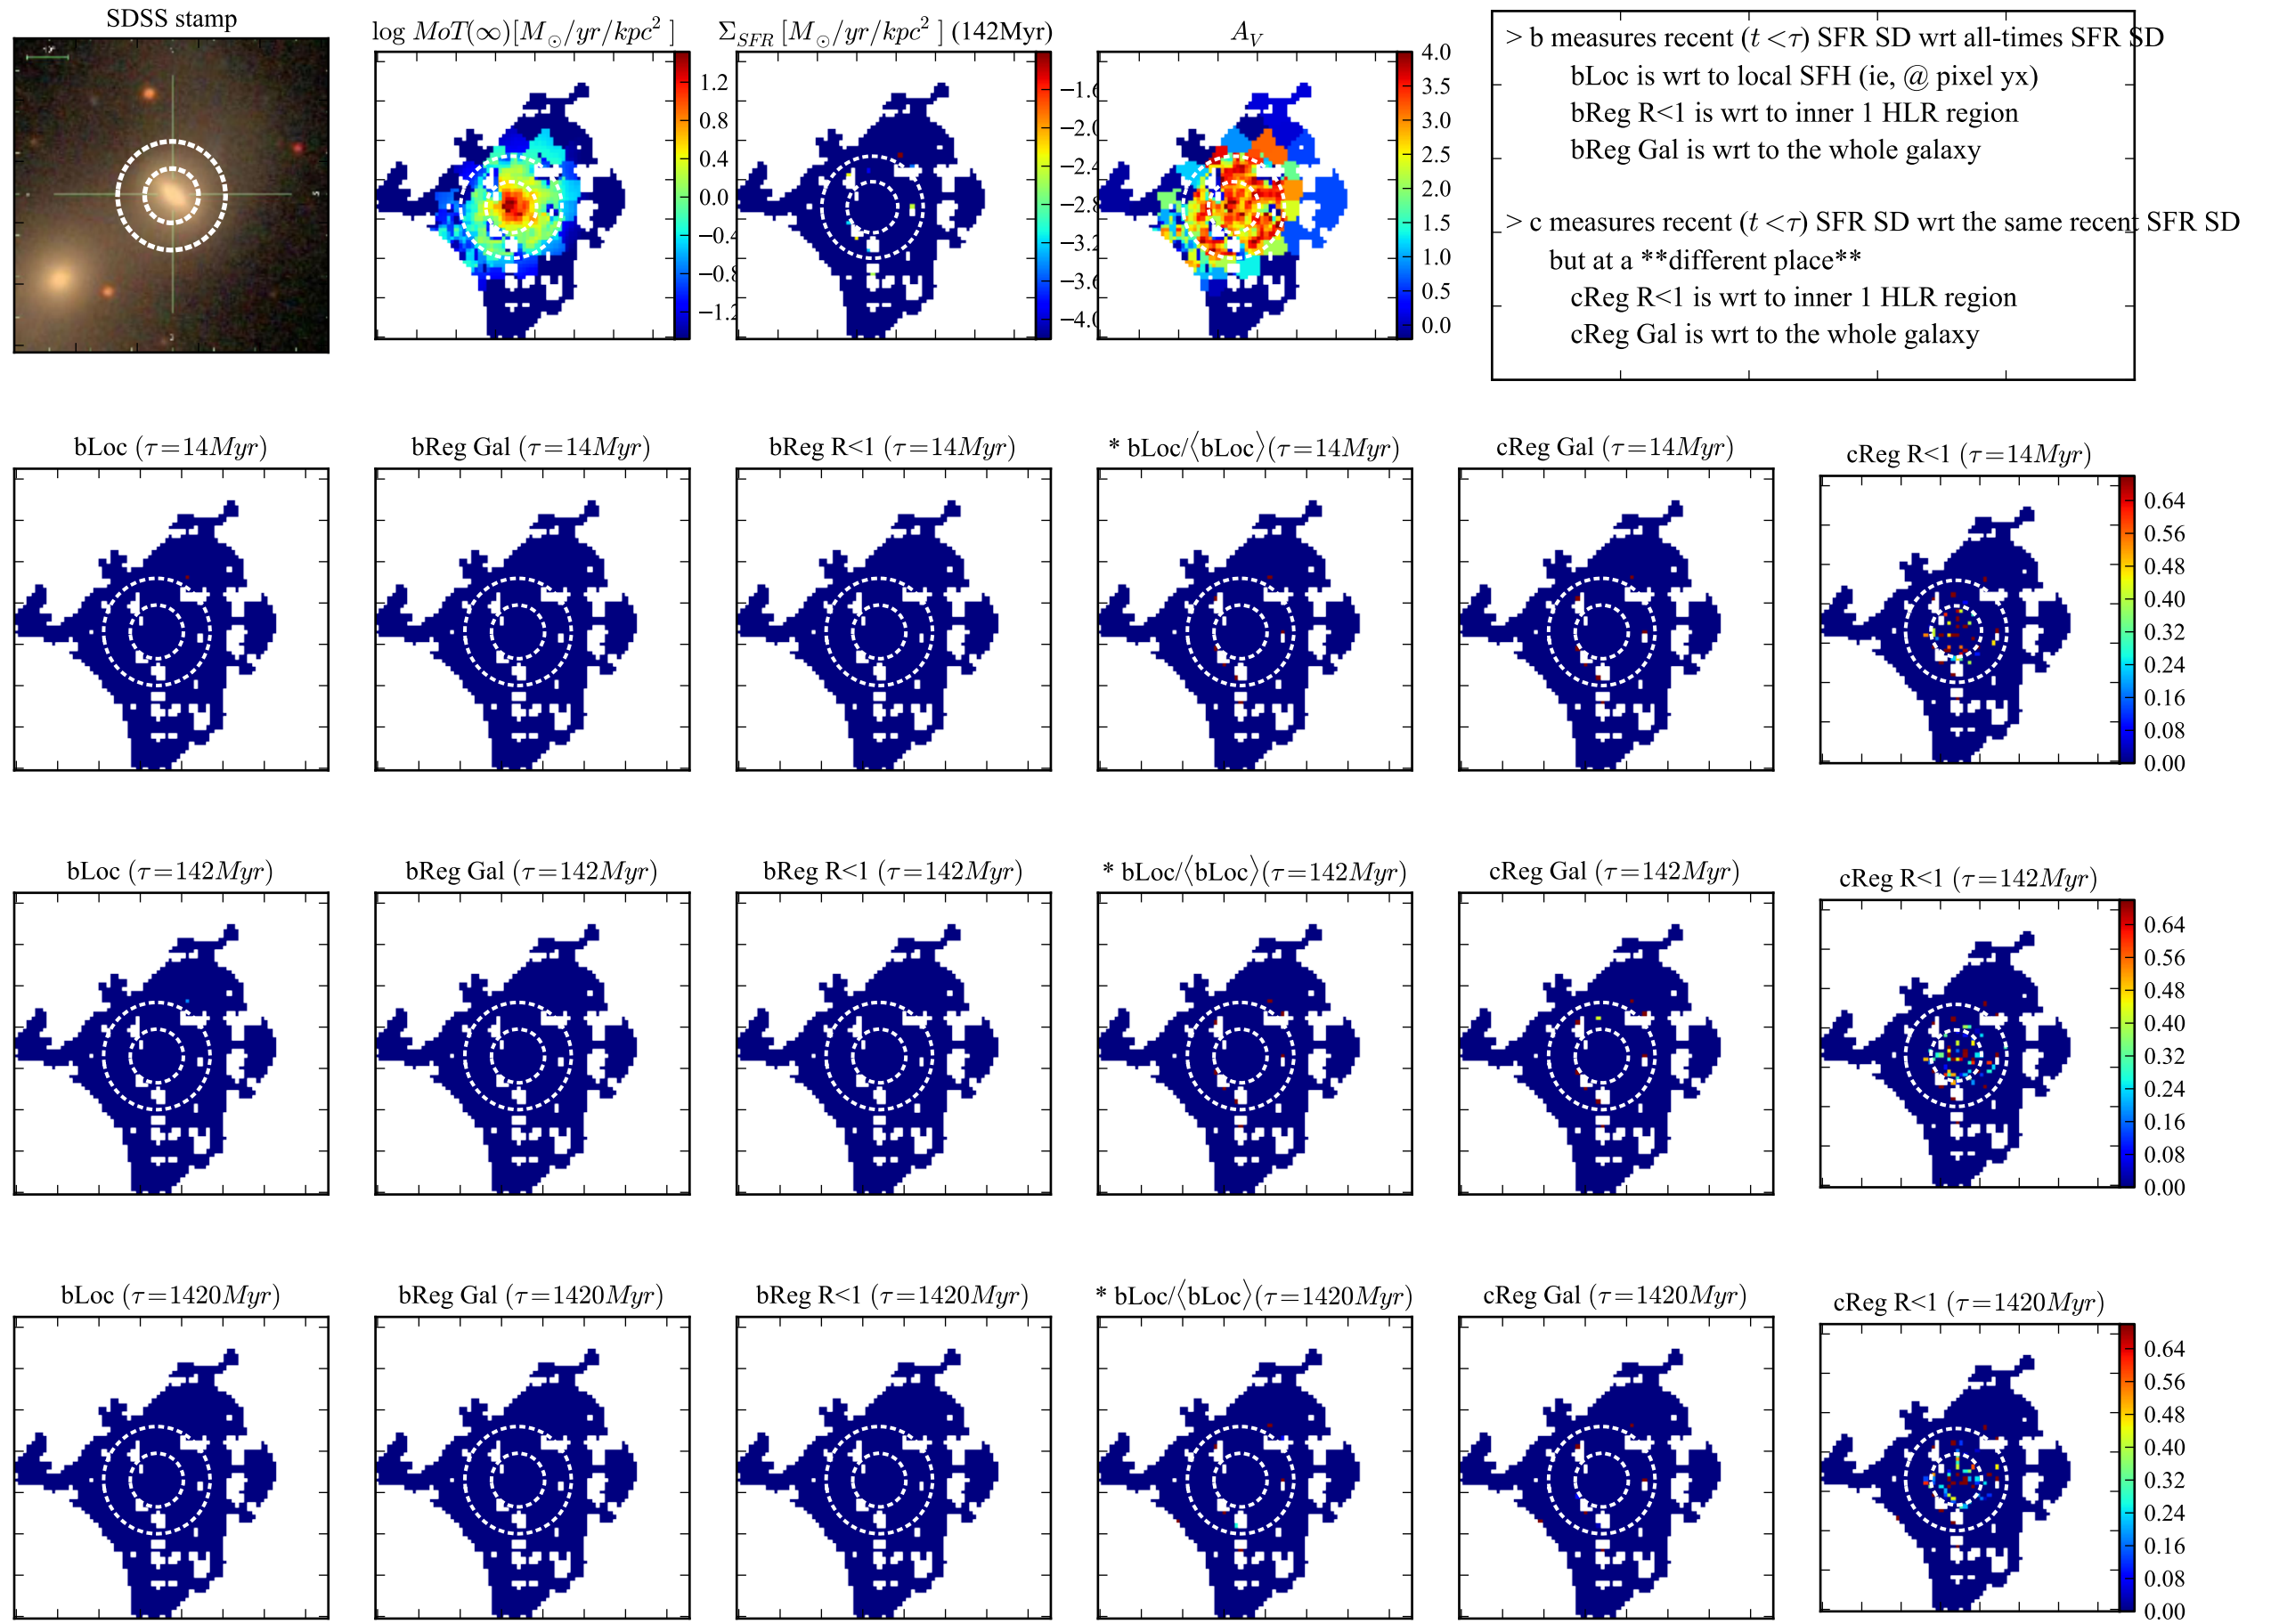 SDSS stamp
log MoT(∞)[M⊙/yr/kpc² ]
Σ_SFR [M⊙/yr/kpc² ] (142Myr)
A_V
1.2
0.8
0.4
0.0
−0.4
−0.8
−1.2
−1.6
−2.0
−2.4
−2.8
−3.2
−3.6
−4.0
4.0
3.5
3.0
2.5
2.0
1.5
1.0
0.5
0.0
> b measures recent (t <τ) SFR SD wrt all-times SFR SD
bLoc is wrt to local SFH (ie, @ pixel yx)
bReg R<1 is wrt to inner 1 HLR region
bReg Gal is wrt to the whole galaxy
> c measures recent (t <τ) SFR SD wrt the same recent SFR SD
but at a **different place**
cReg R<1 is wrt to inner 1 HLR region
cReg Gal is wrt to the whole galaxy
bLoc (τ=14Myr)
bReg Gal (τ=14Myr)
bReg R<1 (τ=14Myr)
* bLoc/⟨bLoc⟩(τ=14Myr)
cReg Gal (τ=14Myr)
cReg R<1 (τ=14Myr)
0.64
0.56
0.48
0.40
0.32
0.24
0.16
0.08
0.00
bLoc (τ=142Myr)
bReg Gal (τ=142Myr)
bReg R<1 (τ=142Myr)
* bLoc/⟨bLoc⟩(τ=142Myr)
cReg Gal (τ=142Myr)
cReg R<1 (τ=142Myr)
0.64
0.56
0.48
0.40
0.32
0.24
0.16
0.08
0.00
bLoc (τ=1420Myr)
bReg Gal (τ=1420Myr)
bReg R<1 (τ=1420Myr)
* bLoc/⟨bLoc⟩(τ=1420Myr)
cReg Gal (τ=1420Myr)
cReg R<1 (τ=1420Myr)
0.64
0.56
0.48
0.40
0.32
0.24
0.16
0.08
0.00